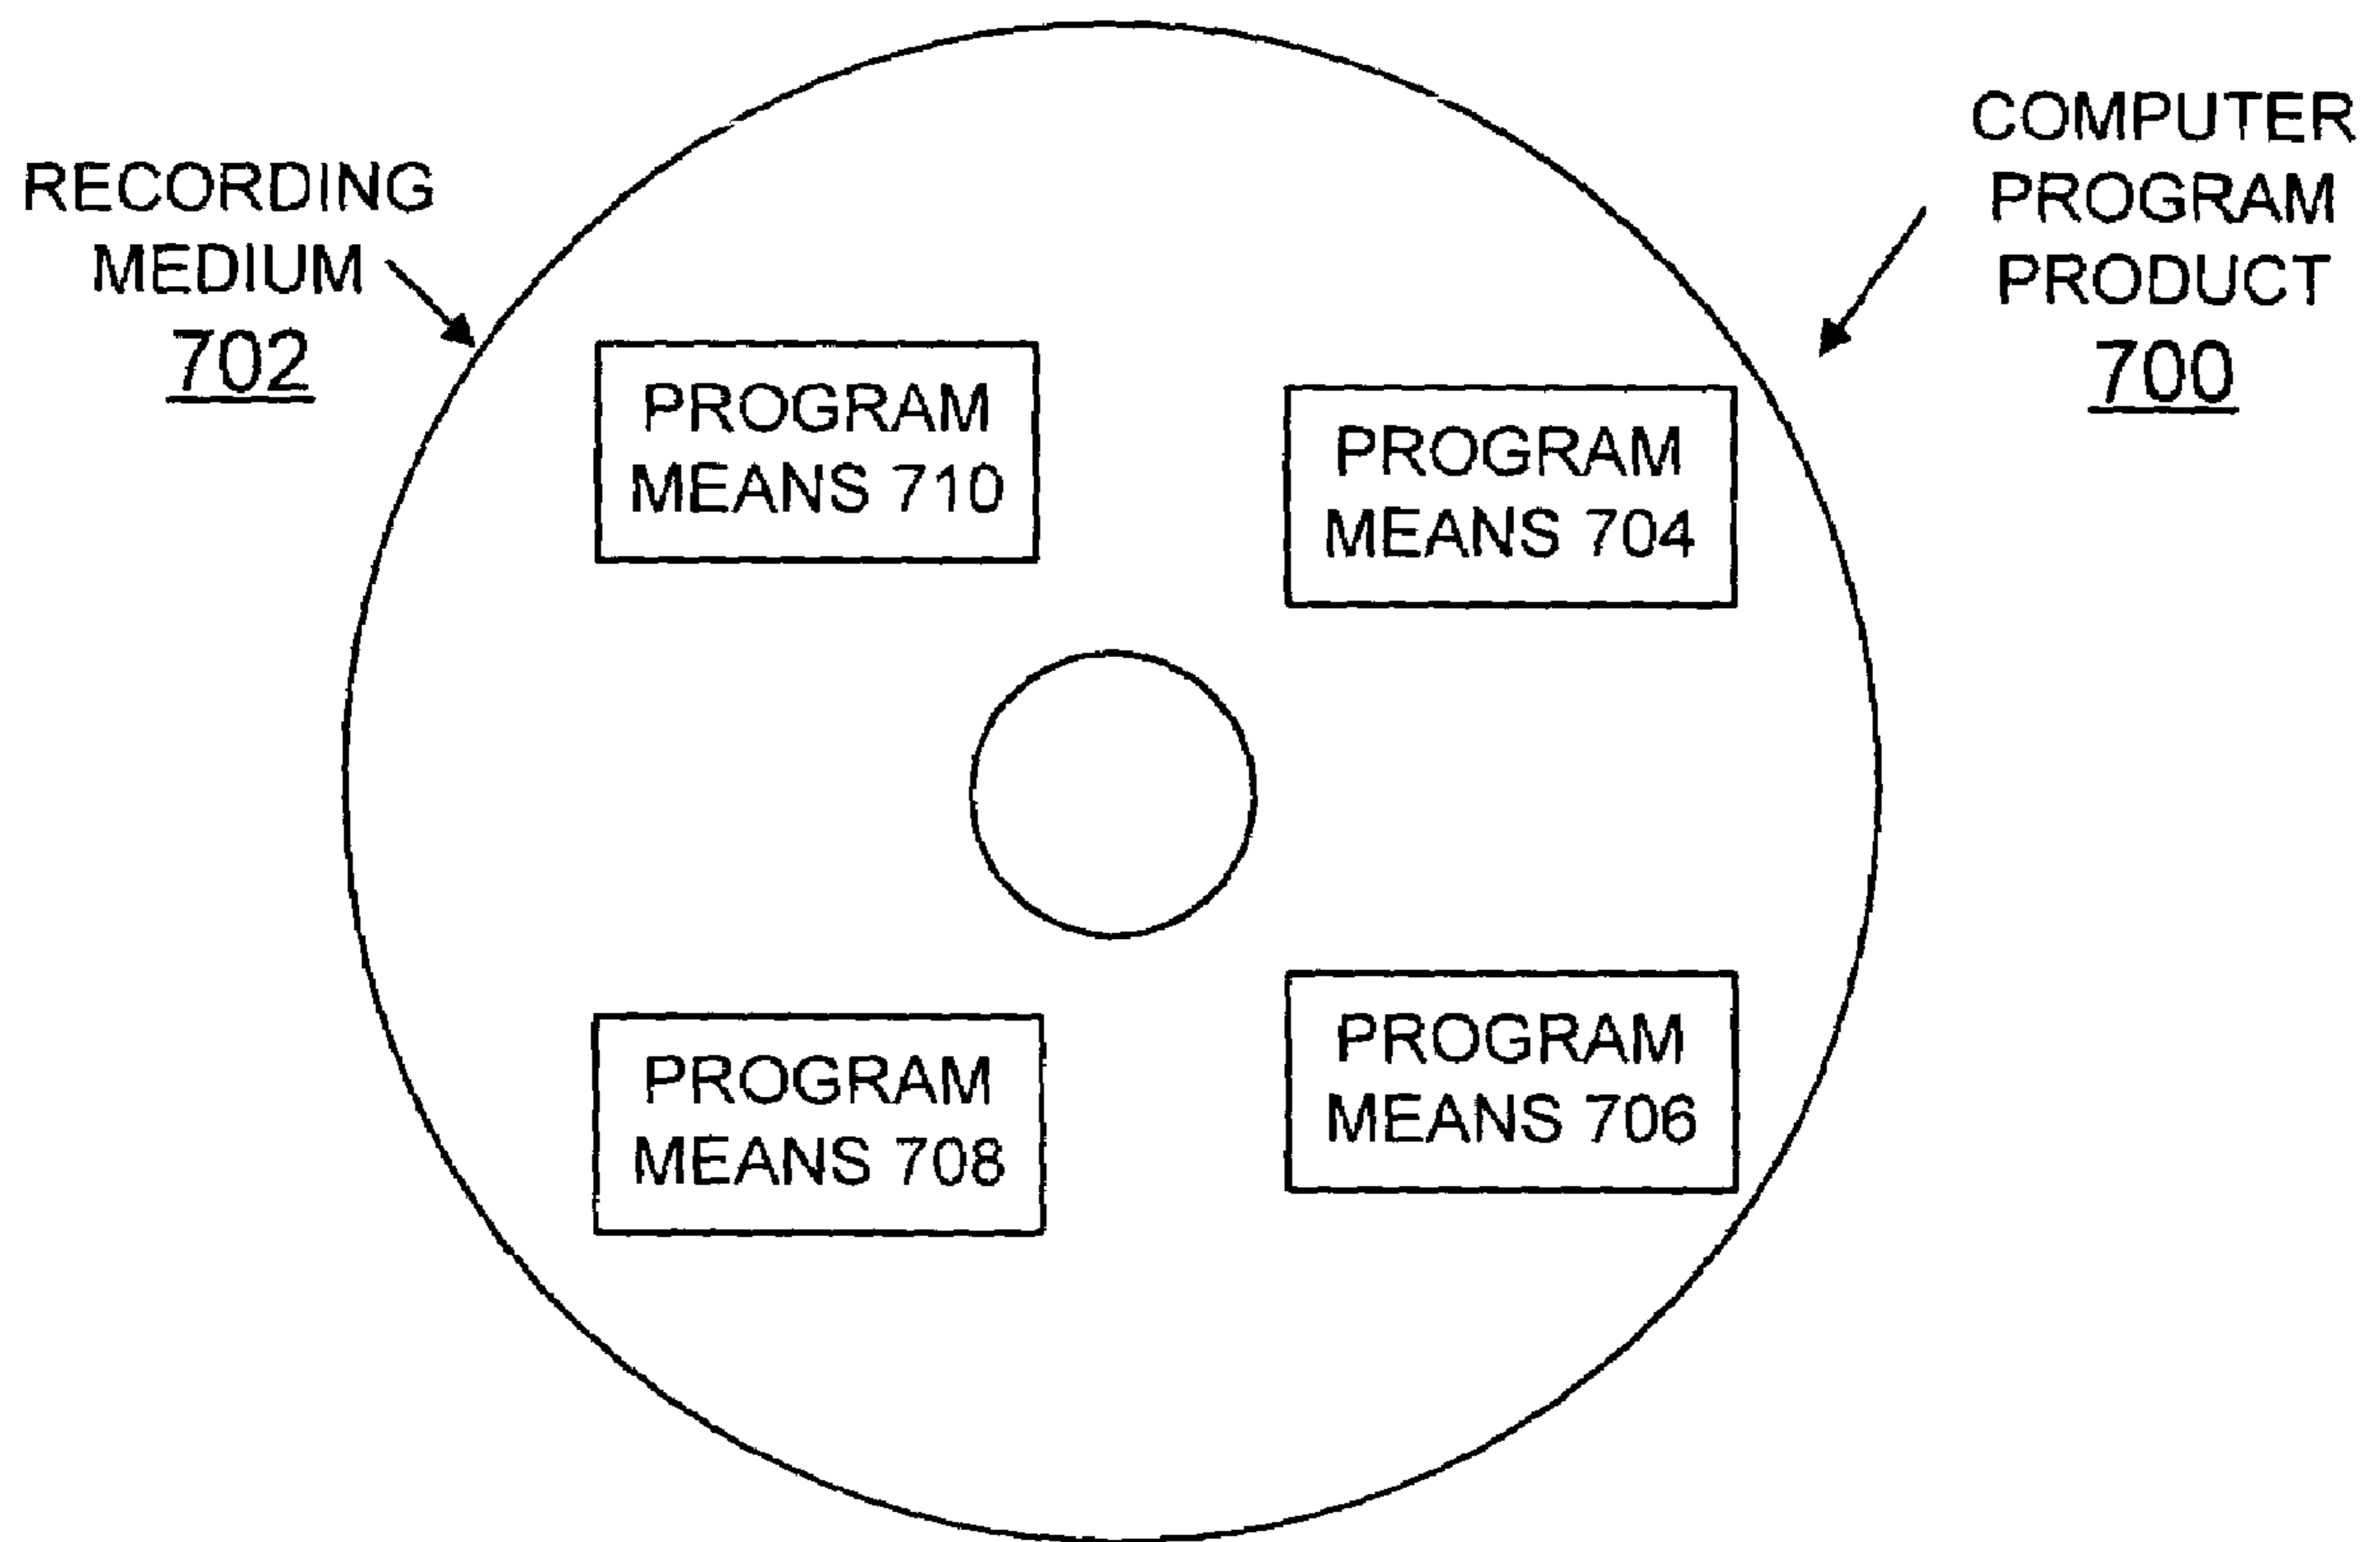 RECORDING
MEDIUM
702
COMPUTER
PROGRAM
PRODUCT
700
PROGRAM
MEANS 710
PROGRAM
MEANS 704
PROGRAM
MEANS 708
PROGRAM
MEANS 706